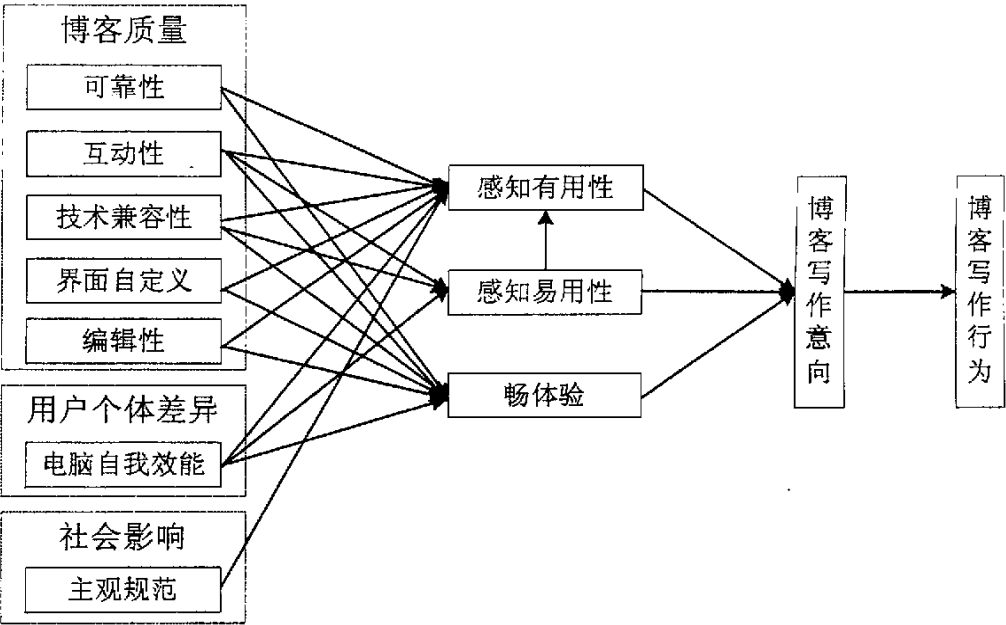 博客质量
可靠性
互动性
技术兼容性
界面自定义
编辑性
用户个体差异
电脑自我效能
社会影响
主观规范
感知有用性
感知易用性
畅体验
博客写作意向
博客写作行为